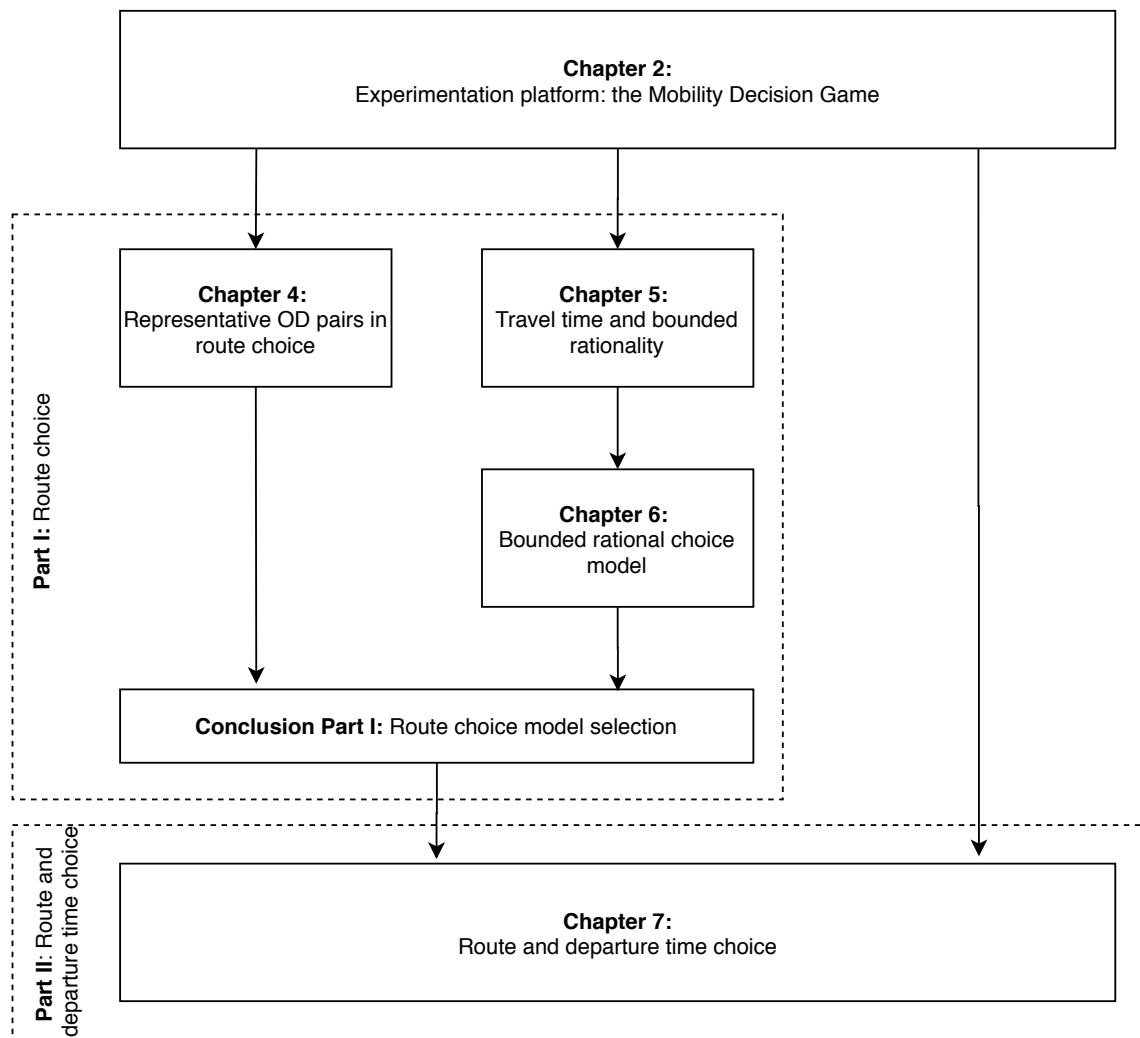 Chapter 2:
Experimentation platform: the Mobility Decision Game
Part I: Route choice
Chapter 4:
Representative OD pairs in
route choice
Chapter 5:
Travel time and bounded
rationality
Chapter 6:
Bounded rational choice
model
Conclusion Part I: Route choice model selection
Part II: Route and
departure time choice
Chapter 7:
Route and departure time choice